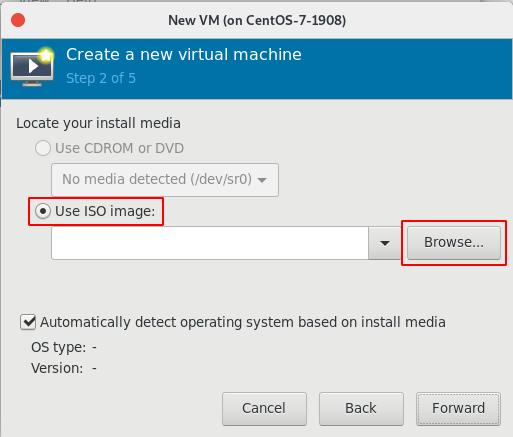 New VM (on CentOS-7-1908)
Create a new virtual machine
Step 2 of 5
Locate your install media
Use CDROM or DVD
No media detected (/dev/sr0)
Use ISO image:
Browse...
Automatically detect operating system based on install media
OS type: -
Version: -
Cancel Back Forward